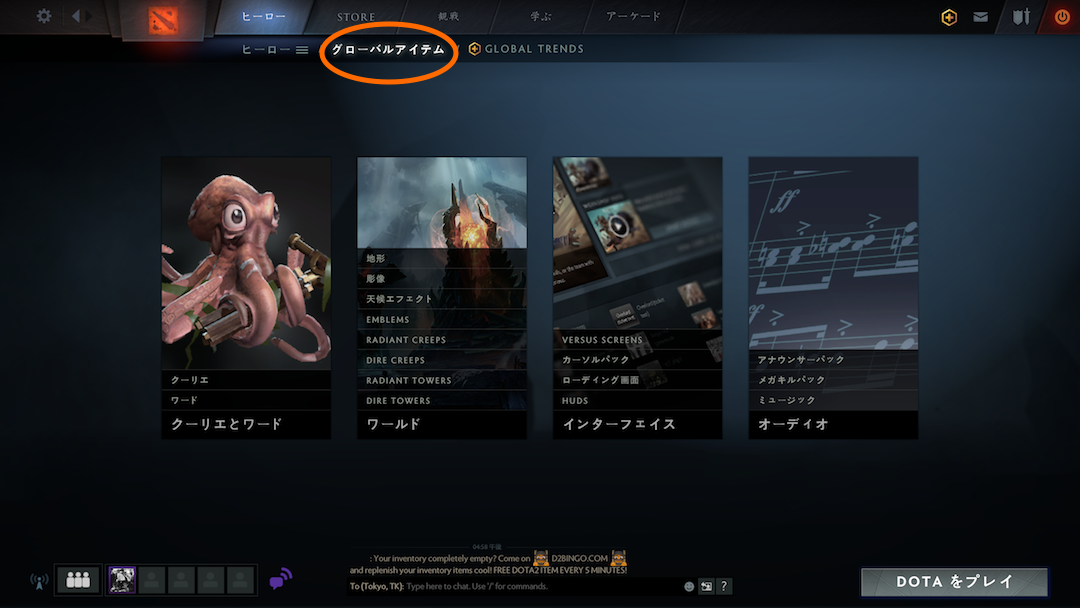 ヒーロー STORE 観戦 学ぶ アーケード
ヒーロー グローバルアイテム GLOBAL TRENDS
クーリエ
ワード
クーリエとワード
地形
彫像
天候エフェクト
EMBLEMS
RADIANT CREEPS
DIRE CREEPS
RADIANT TOWERS
DIRE TOWERS
ワールド
VERSUS SCREENS
カーソルパック
ローディング画面
HUDS
インターフェイス
ff
アナウンサーパック
メガキルパック
ミュージック
オーディオ
04:58 午後
: Your inventory completely empty? Come on D2BINGO.COM
and replenish your inventory items cool! FREE DOTA2 ITEM EVERY 5 MINUTES!
To (Tokyo, TK): Type here to chat. Use '/' for commands. ?
DOTA をプレイ